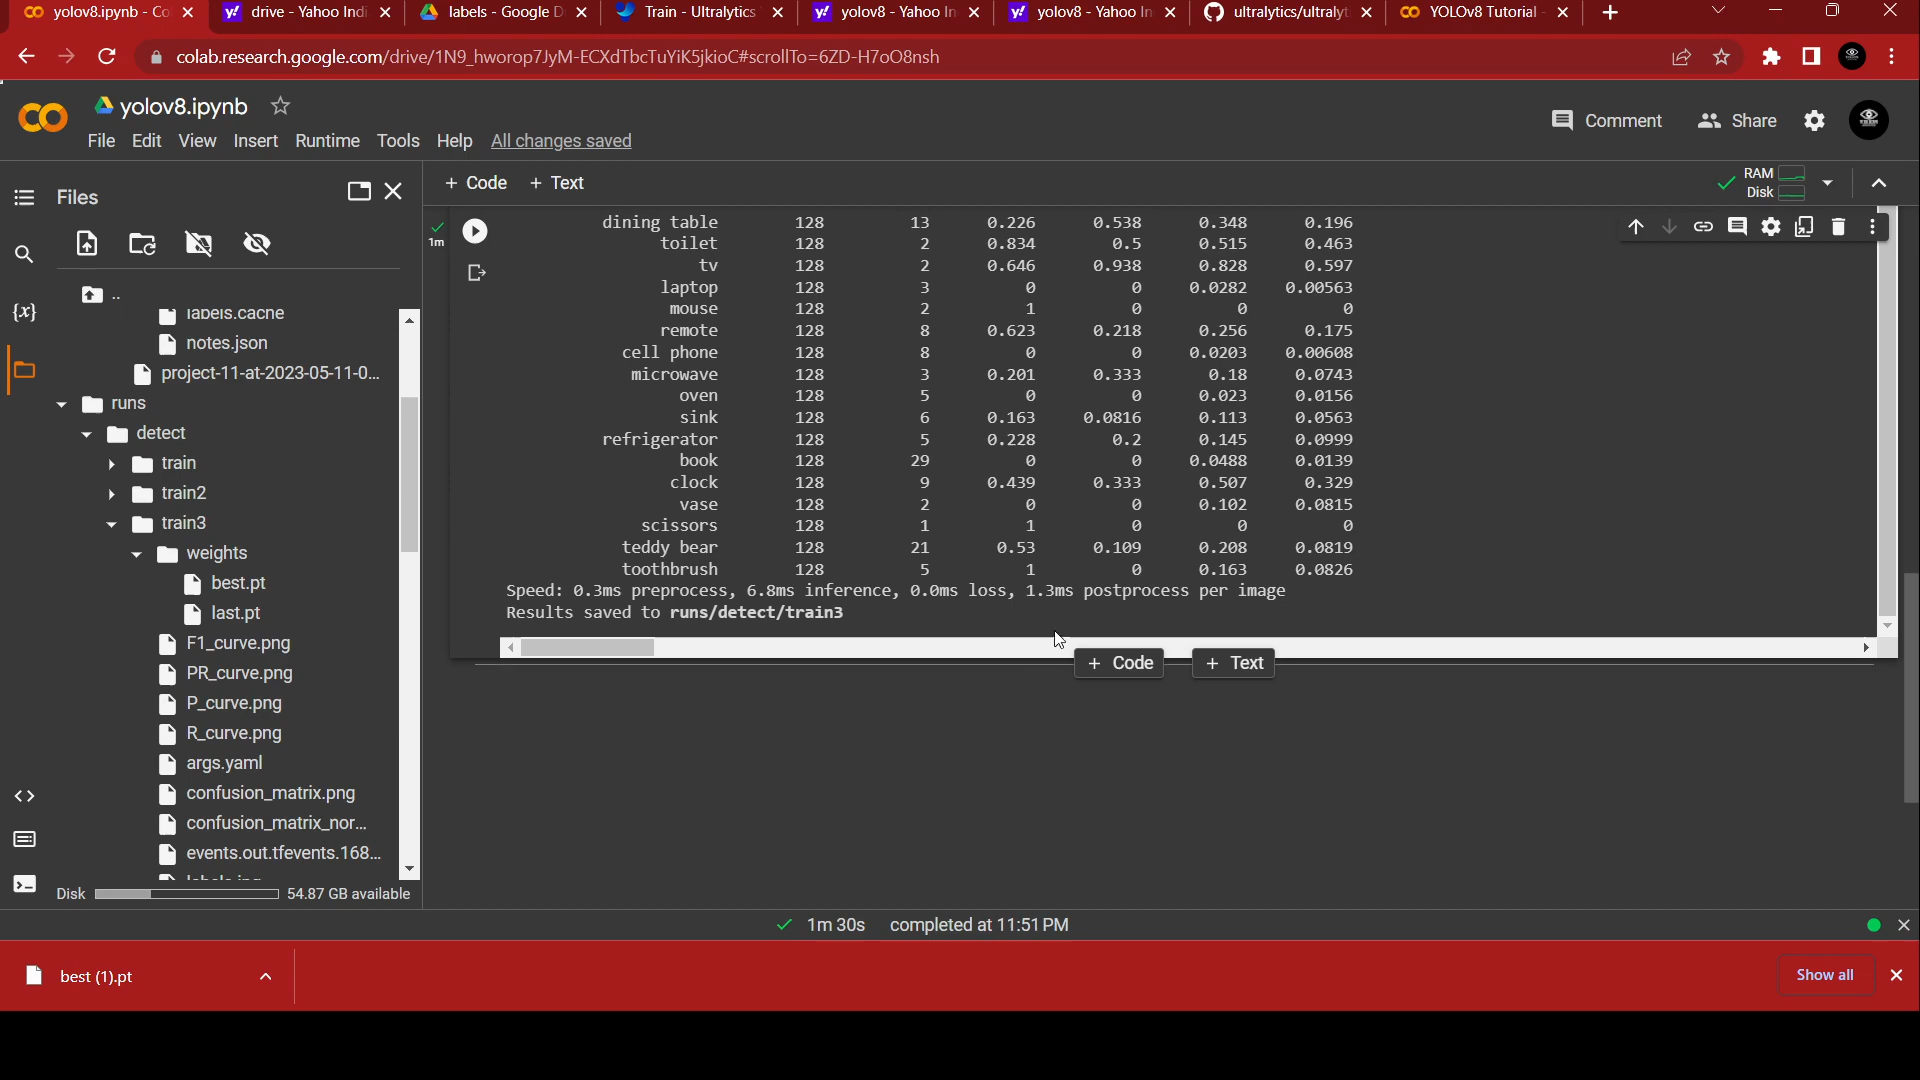 yolov8.ipynb - Co
drive - Yahoo Indi
labels - Google D
Train - Ultralytics
yolov8 - Yahoo In
yolov8 - Yahoo In
ultralytics/ultralyt
YOLOv8 Tutorial -
colab.research.google.com/drive/1N9_hworop7JyM-ECXdTbcTuYiK5jkioC#scrollTo=6ZD-H7oO8nsh
yolov8.ipynb
File Edit View Insert Runtime Tools Help All changes saved
Comment Share
Files
+ Code + Text
RAM
Disk
..
labels.cache
notes.json
project-11-at-2023-05-11-0...
runs
detect
train
train2
train3
weights
best.pt
last.pt
F1_curve.png
PR_curve.png
P_curve.png
R_curve.png
args.yaml
confusion_matrix.png
confusion_matrix_nor...
events.out.tfevents.168...
Disk 54.87 GB available
1m
dining table 128 13 0.226 0.538 0.348 0.196
toilet 128 2 0.834 0.5 0.515 0.463
tv 128 2 0.646 0.938 0.828 0.597
laptop 128 3 0 0 0.0282 0.00563
mouse 128 2 1 0 0 0
remote 128 8 0.623 0.218 0.256 0.175
cell phone 128 8 0 0 0.0203 0.00608
microwave 128 3 0.201 0.333 0.18 0.0743
oven 128 5 0 0 0.023 0.0156
sink 128 6 0.163 0.0816 0.113 0.0563
refrigerator 128 5 0.228 0.2 0.145 0.0999
book 128 29 0 0 0.0488 0.0139
clock 128 9 0.439 0.333 0.507 0.329
vase 128 2 0 0 0.102 0.0815
scissors 128 1 1 0 0 0
teddy bear 128 21 0.53 0.109 0.208 0.0819
toothbrush 128 5 1 0 0.163 0.0826
Speed: 0.3ms preprocess, 6.8ms inference, 0.0ms loss, 1.3ms postprocess per image
Results saved to runs/detect/train3
+ Code + Text
1m 30s completed at 11:51 PM
best (1).pt
Show all